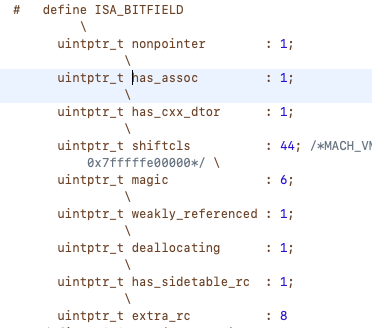 #   define ISA_BITFIELD
\
uintptr_t nonpointer        : 1;
\
uintptr_t has_assoc         : 1;
\
uintptr_t has_cxx_dtor      : 1;
\
uintptr_t shiftcls          : 44; /*MACH_VM
0x7fffffe00000*/ \
uintptr_t magic             : 6;
\
uintptr_t weakly_referenced : 1;
\
uintptr_t deallocating      : 1;
\
uintptr_t has_sidetable_rc  : 1;
\
uintptr_t extra_rc          : 8